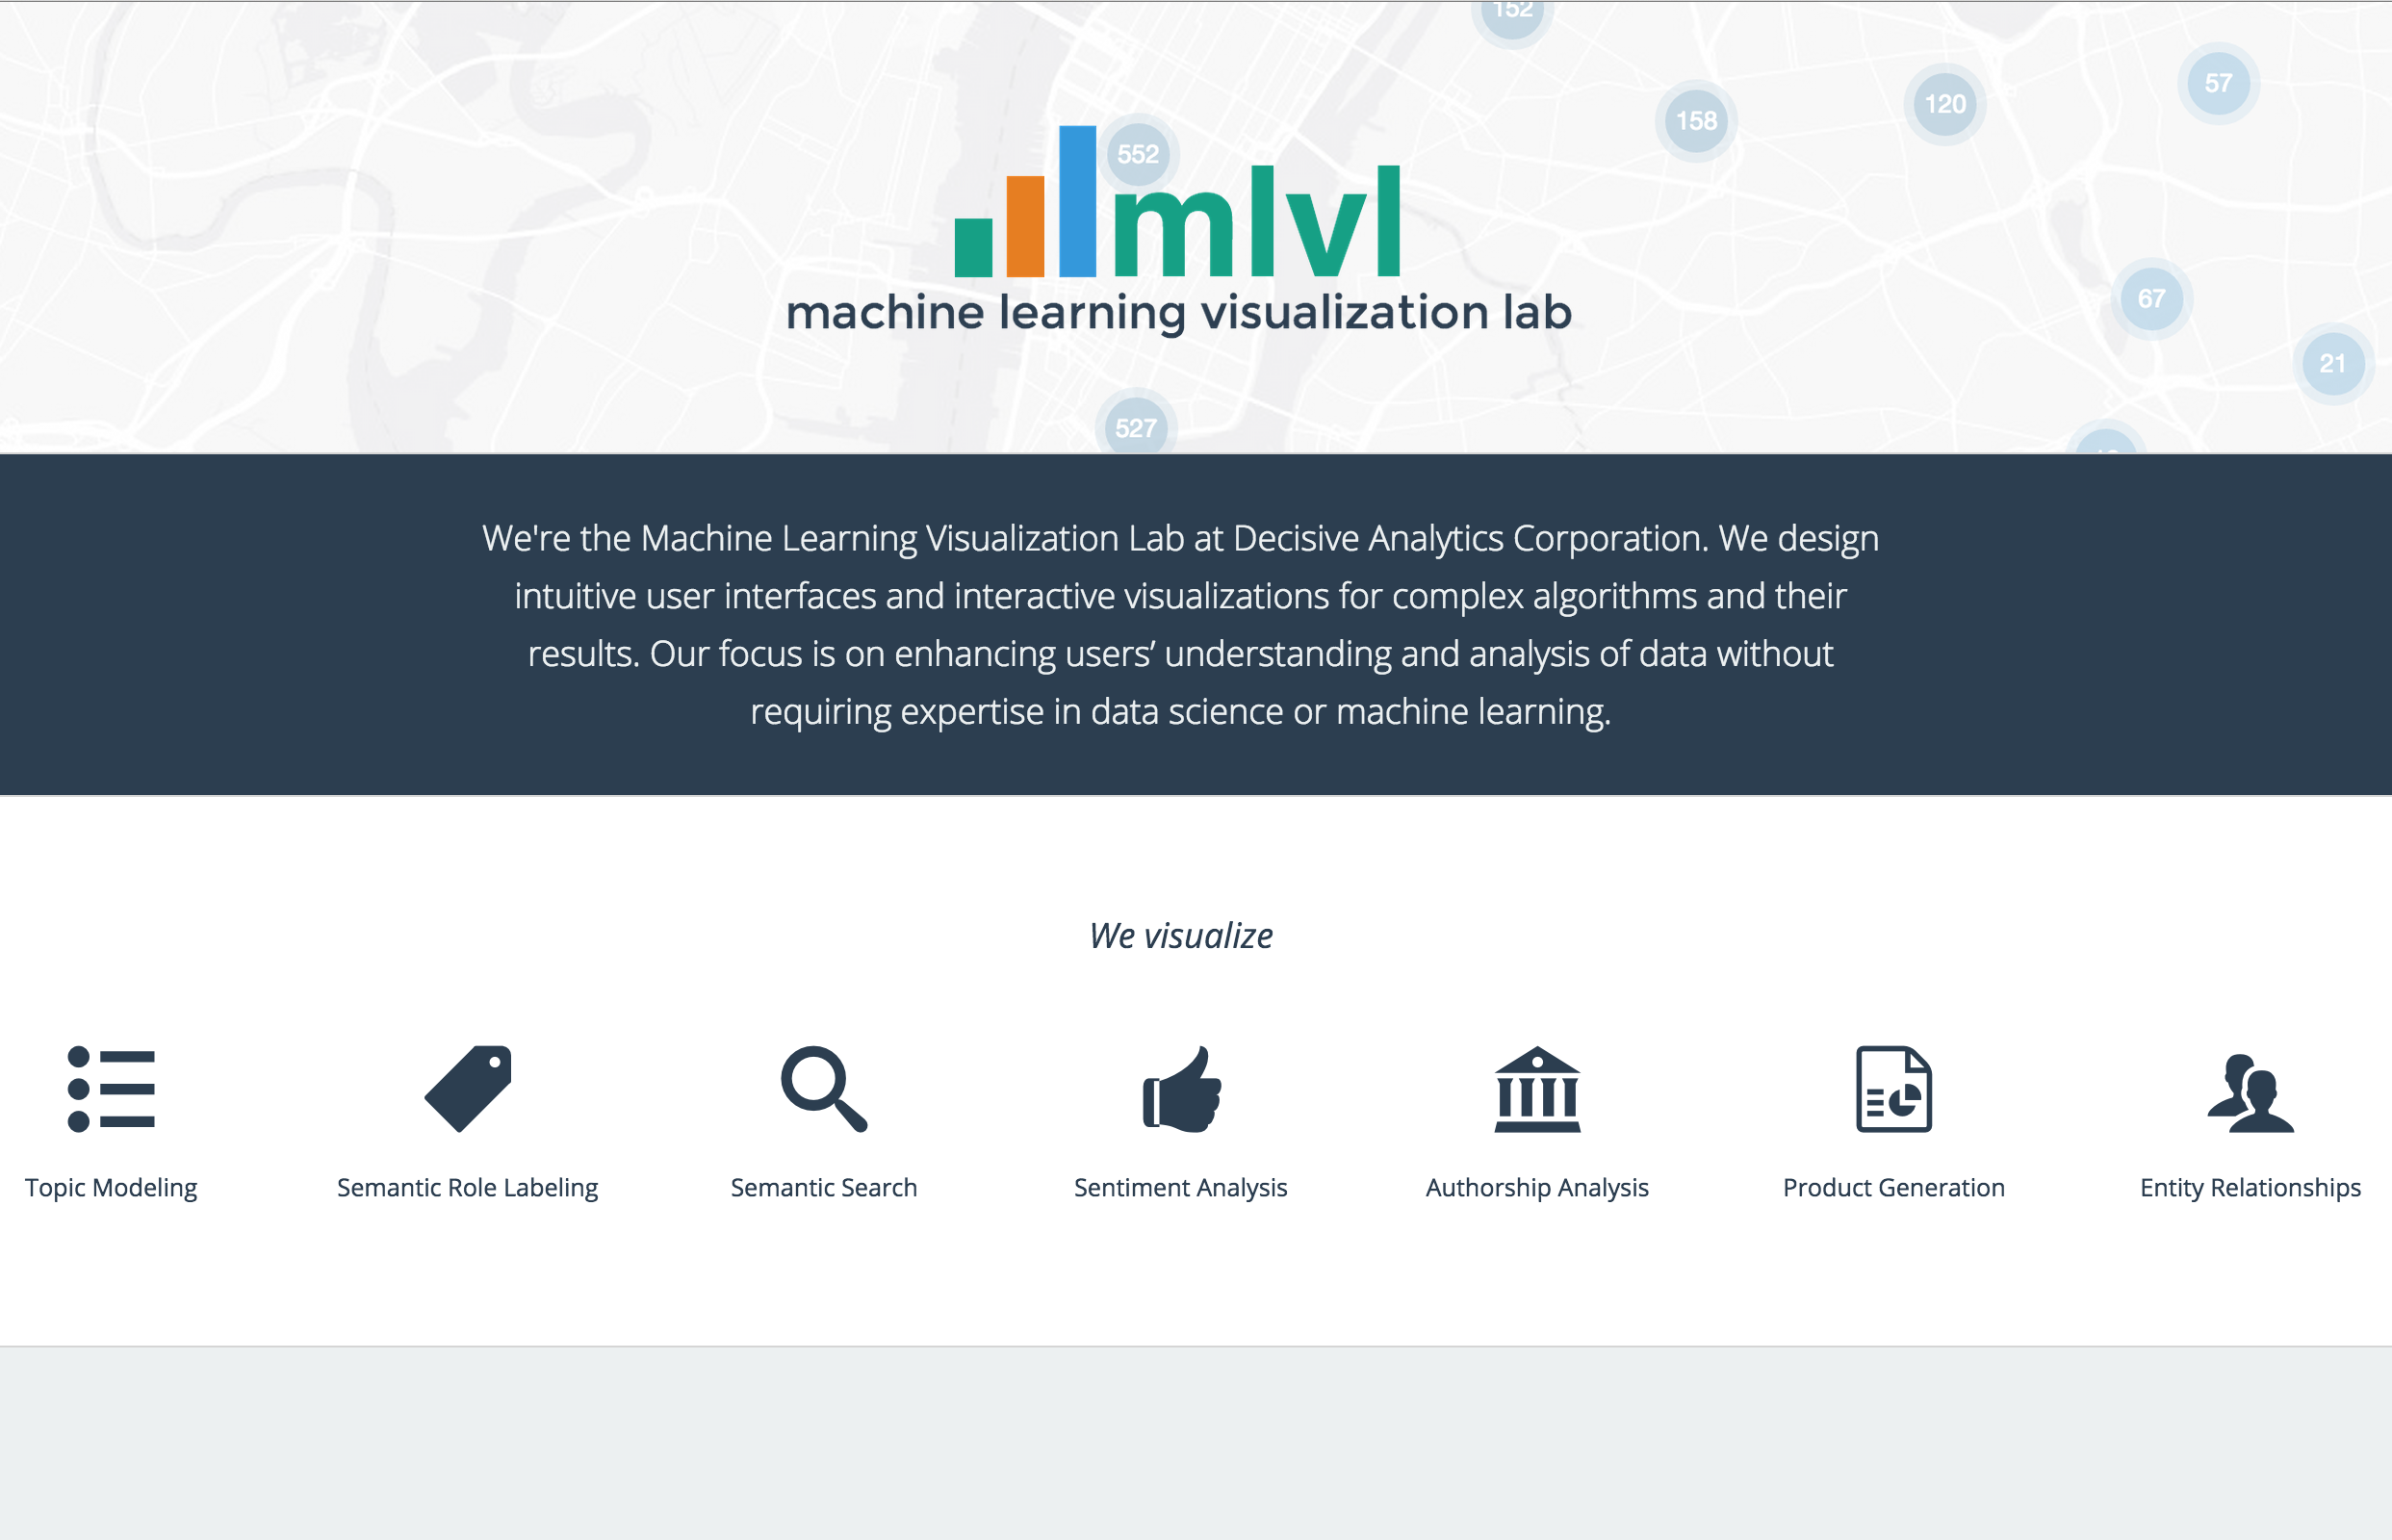 152
57
120
158
552
mlvl
67
machine learning visualization lab
21
527
We're the Machine Learning Visualization Lab at Decisive Analytics Corporation. We design
intuitive user interfaces and interactive visualizations for complex algorithms and their
results. Our focus is on enhancing users’ understanding and analysis of data without
requiring expertise in data science or machine learning.
We visualize
Topic Modeling
Semantic Role Labeling
Semantic Search
Sentiment Analysis
Authorship Analysis
Product Generation
Entity Relationships